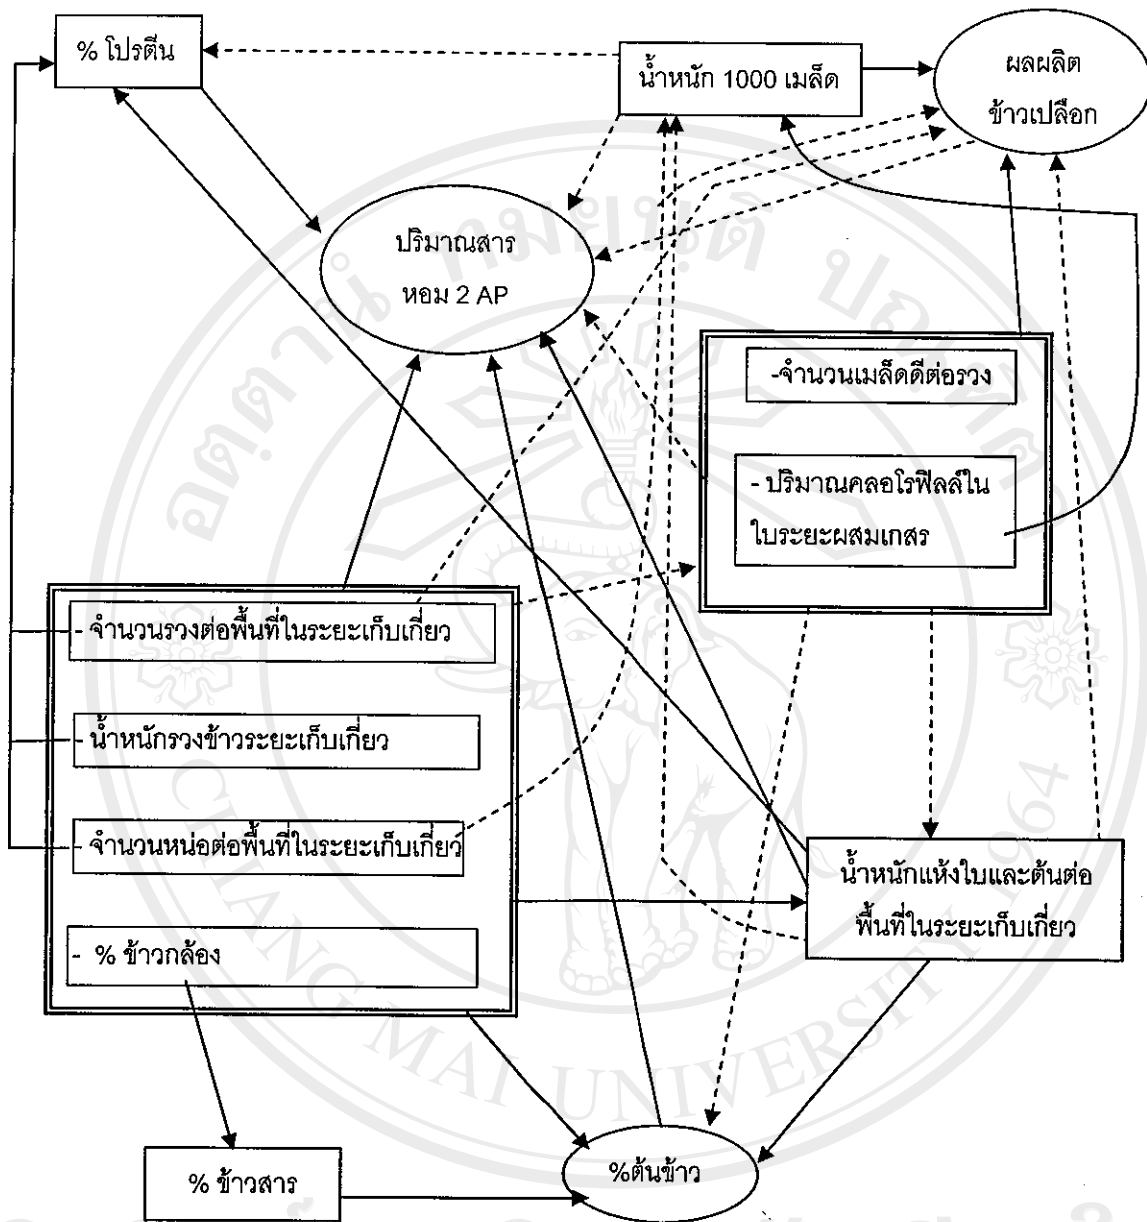 % โปรตีน
น้ำหนัก 1000 เมล็ด
ผลผลิต
ข้าวเปลือก
ปริมาณสาร
หอม 2 AP
-จำนวนเมล็ดดีต่อรวง
- ปริมาณคลอโรฟิลล์ใน
ใบระยะผสมเกสร
- จำนวนรวงต่อพื้นที่ในระยะเก็บเกี่ยว
- น้ำหนักรวงข้าวระยะเก็บเกี่ยว
- จำนวนหน่อต่อพื้นที่ในระยะเก็บเกี่ยว
- % ข้าวกล้อง
น้ำหนักแห้งใบและต้นต่อ
พื้นที่ในระยะเก็บเกี่ยว
% ข้าวสาร
%ต้นข้าว
CHIANG MAI UNIVERSITY 1964